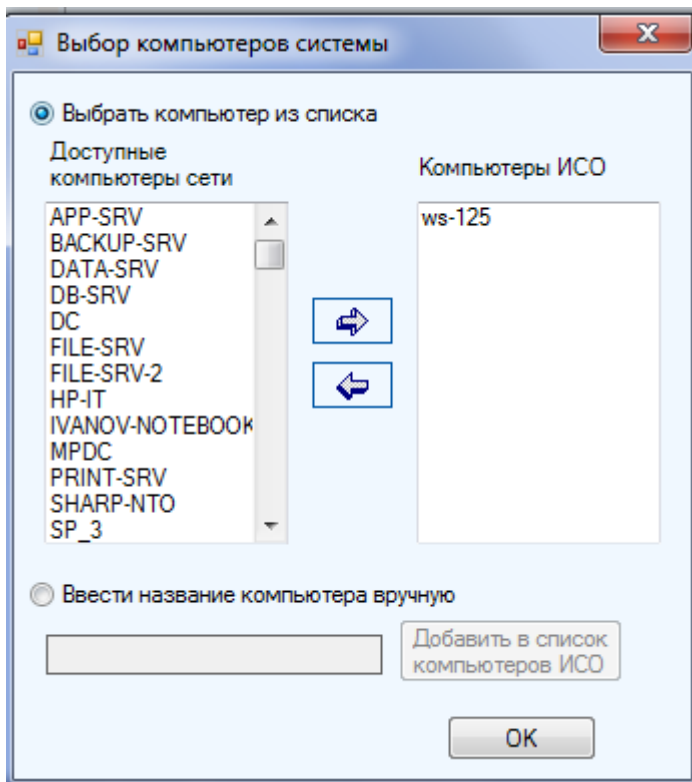 Выбор компьютеров системы
Выбрать компьютер из списка
Доступные
компьютеры сети
APP-SRV
BACKUP-SRV
DATA-SRV
DB-SRV
DC
FILE-SRV
FILE-SRV-2
HP-IT
IVANOV-NOTEBOOK
MPDC
PRINT-SRV
SHARP-NTO
SP_3
Компьютеры ИСО
ws-125
Ввести название компьютера вручную
Добавить в список
компьютеров ИСО
OK